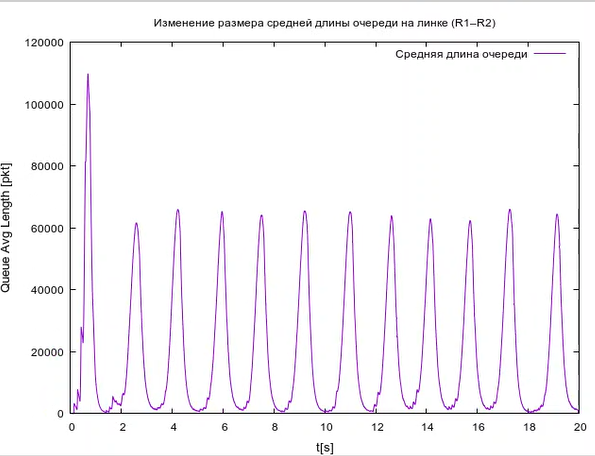 Изменение размера средней длины очереди на линке (R1–R2)
Средняя длина очереди
Queue Avg Length [pkt]
120000
100000
80000
60000
40000
20000
0
0 2 4 6 8 10 12 14 16 18 20
t[s]